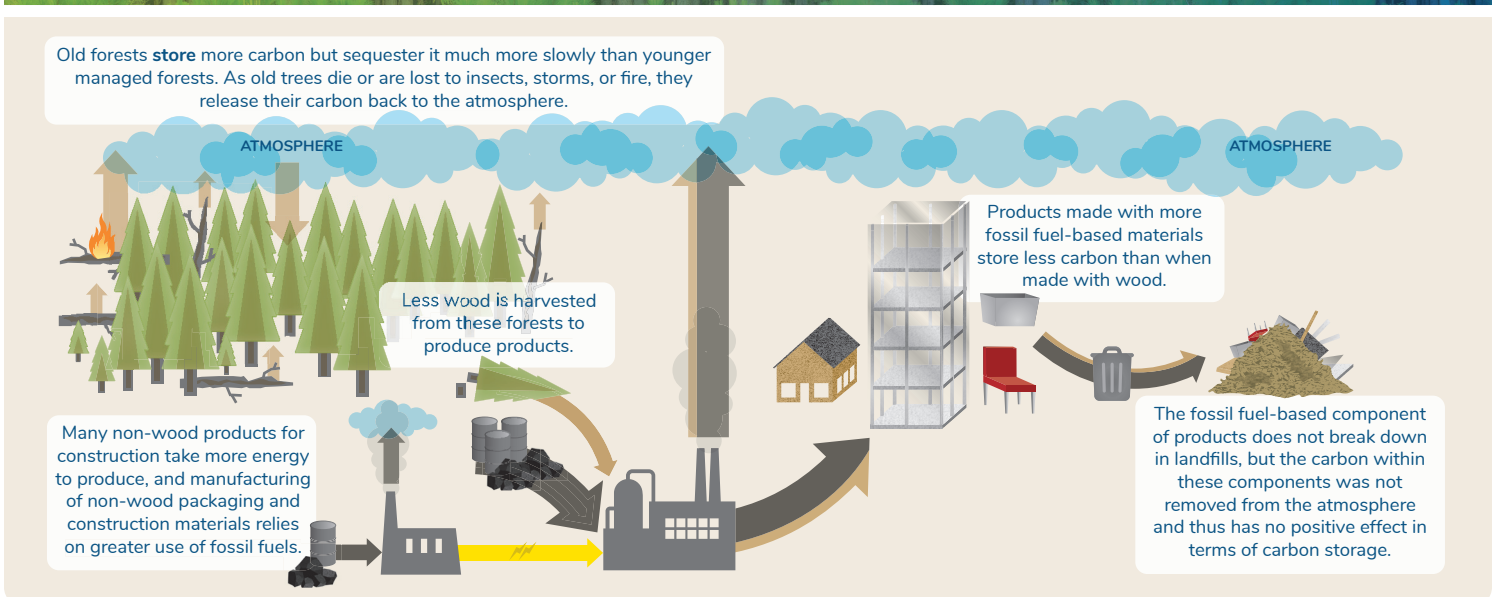 Old forests store more carbon but sequester it much more slowly than younger
managed forests. As old trees die or are lost to insects, storms, or fire, they
release their carbon back to the atmosphere.
ATMOSPHERE
ATMOSPHERE
Products made with more
fossil fuel-based materials
store less carbon than when
made with wood.
Less wood is harvested
from these forests to
produce products.
Many non-wood products for
construction take more energy
to produce, and manufacturing
of non-wood packaging and
construction materials relies
on greater use of fossil fuels.
The fossil fuel-based component
of products does not break down
in landfills, but the carbon within
these components was not
removed from the atmosphere
and thus has no positive effect in
terms of carbon storage.